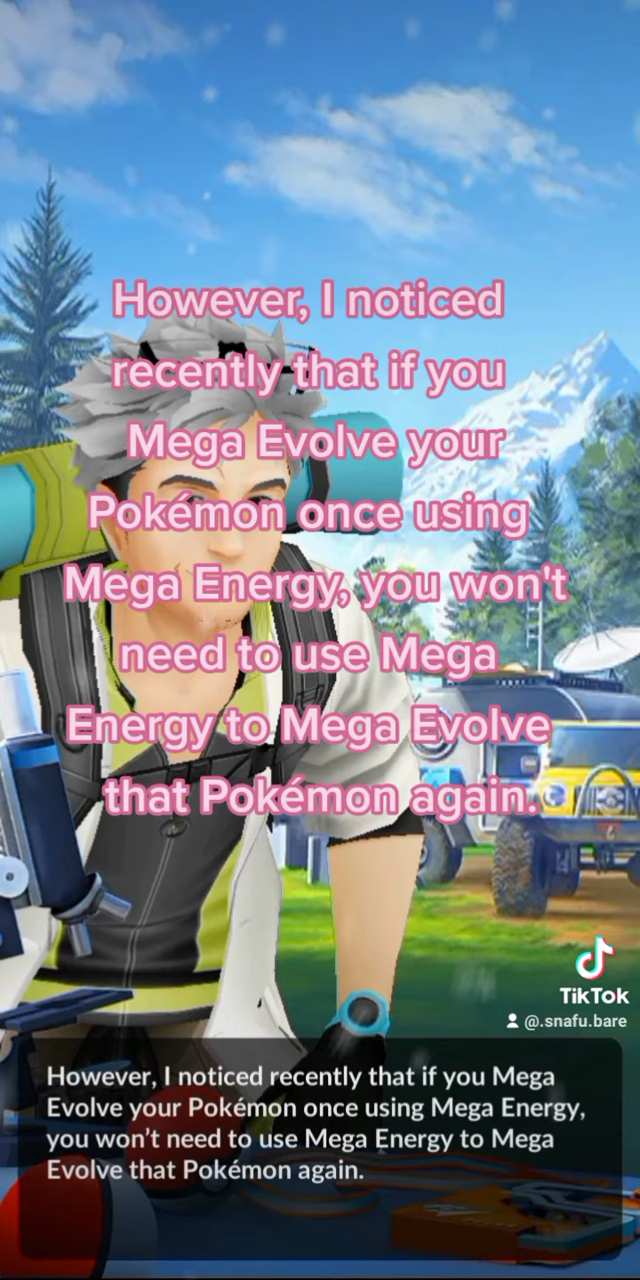 However, I noticed
recently that if you
Mega Evolve your
Pokémon once using
Mega Energy, you won't
need to use Mega
Energy to Mega Evolve
that Pokémon again.
TikTok
@.snafu.bare
However, I noticed recently that if you Mega
Evolve your Pokémon once using Mega Energy,
you won’t need to use Mega Energy to Mega
Evolve that Pokémon again.